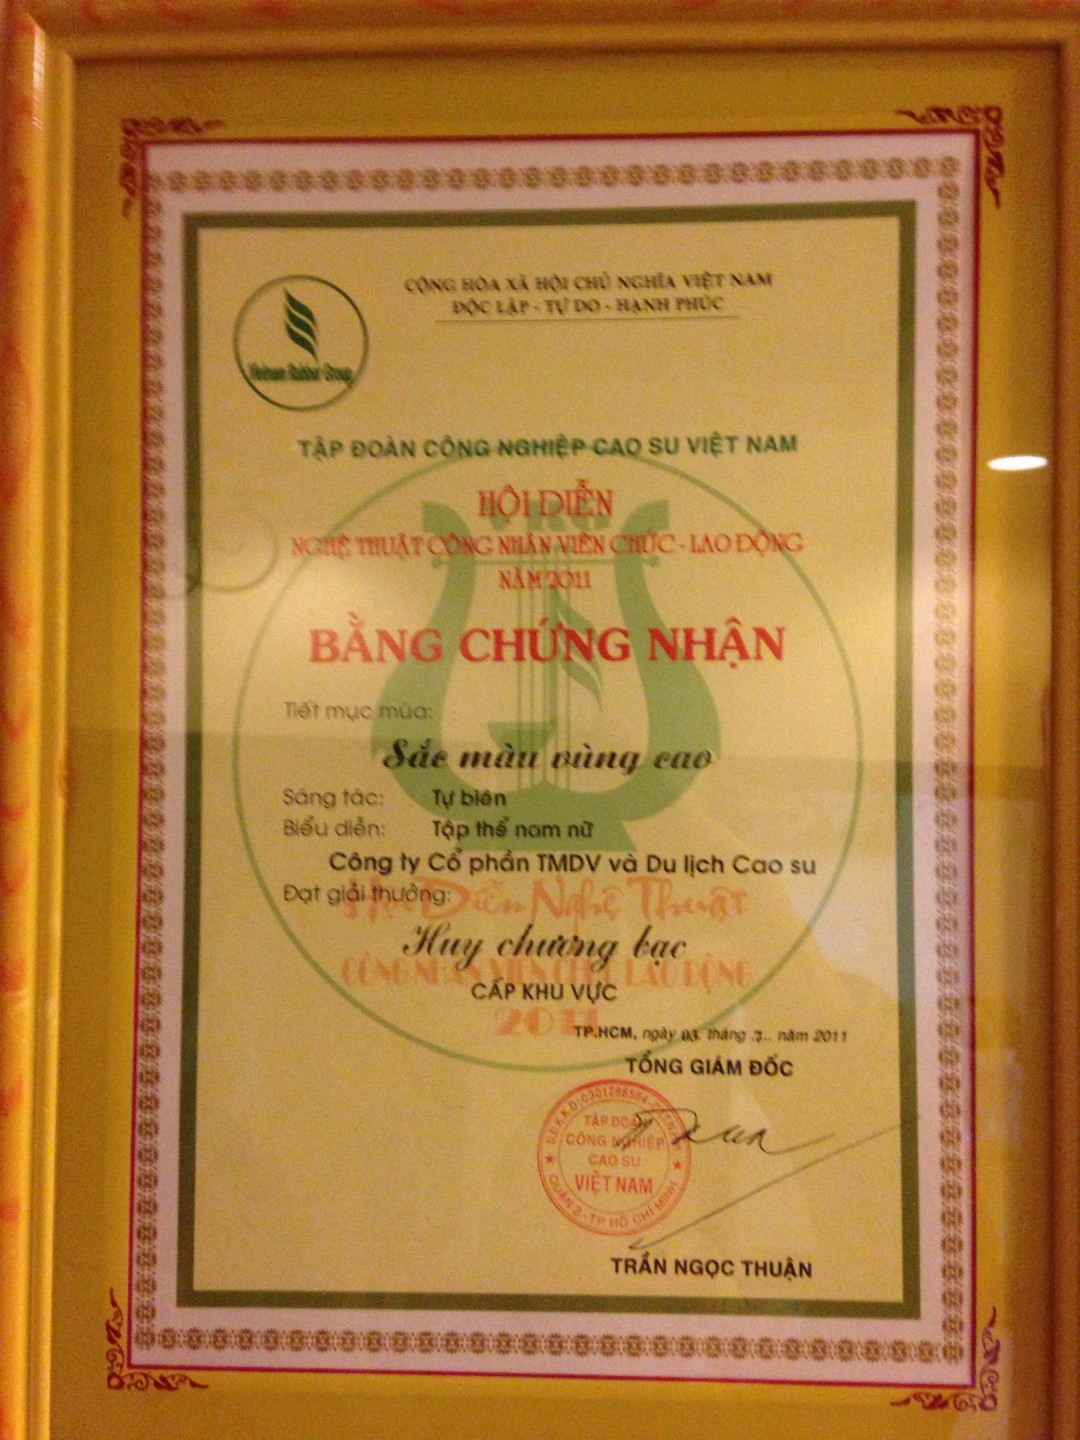 CỘNG HÒA XÃ HỘI CHỦ NGHĨA VIỆT NAM
ĐỘC LẬP - TỰ DO - HẠNH PHÚC
Vietnam Rubber Group
TẬP ĐOÀN CÔNG NGHIỆP CAO SU VIỆT NAM
VRG
HỘI DIỄN
NGHỆ THUẬT CÔNG NHÂN VIÊN CHỨC - LAO ĐỘNG
NĂM 2011
BẰNG CHỨNG NHẬN
Tiết mục múa:
Sắc màu vùng cao
Sáng tác: Tự biên
Biểu diễn: Tập thể nam nữ
Công ty Cổ phần TMDV và Du lịch Cao su
Đạt giải thưởng:
Hội Diễn Nghệ Thuật
Huy chương bạc
CÔNG NHÂN VIÊN CHỨC LAO ĐỘNG
CẤP KHU VỰC
2011
TP.HCM, ngày 03. tháng .7.. năm 2011
TỔNG GIÁM ĐỐC
TẬP ĐOÀN
CÔNG NGHIỆP
CAO SU
VIỆT NAM
QUẬN 3 - TP. HỒ CHÍ MINH
TRẦN NGỌC THUẬN